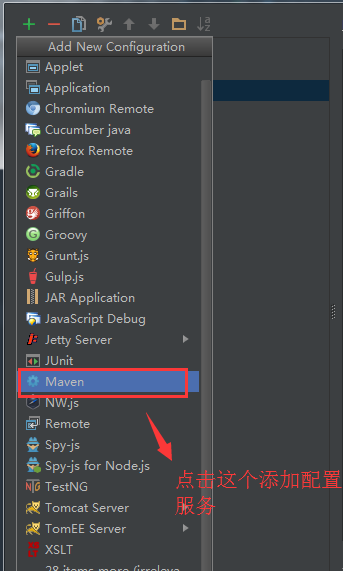 Add New Configuration
Applet
Application
Chromium Remote
Cucumber java
Firefox Remote
Gradle
Grails
Griffon
Groovy
Grunt.js
Gulp.js
JAR Application
JavaScript Debug
Jetty Server
JUnit
Maven
NW.js
Remote
Spy-js
Spy-js for Node.js
TestNG
Tomcat Server
TomEE Server
XSLT
28 items more (irreleva
点击这个添加配置
服务